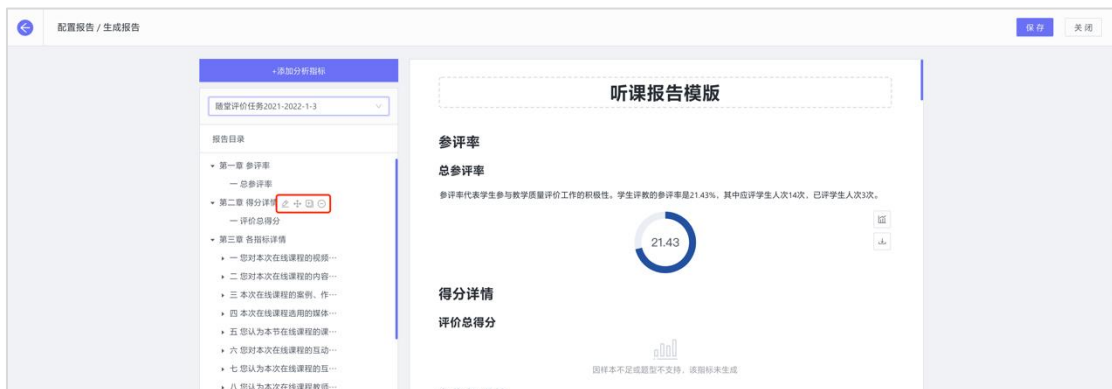 配置报告 / 生成报告
保 存
关 闭
+添加分析指标
随堂评价任务2021-2022-1-3
报告目录
第一章 参评率
一 总参评率
第二章 得分详情
一 评价总得分
第三章 各指标详情
一 您对本次在线课程的视频…
二 您对本次在线课程的内容…
三 本次在线课程的案例、作…
四 本次在线课程选用的媒体…
五 您认为本节在线课程的课…
六 您对本次在线课程的互动…
七 您认为本次在线课程的互…
八 您认为本次在线课程教师…
听课报告模版
参评率
总参评率
参评率代表学生参与教学质量评价工作的积极性。学生评教的参评率是21.43%，其中应评学生人次14次，已评学生人次3次。
21.43
得分详情
评价总得分
因样本不足或题型不支持，该指标未生成